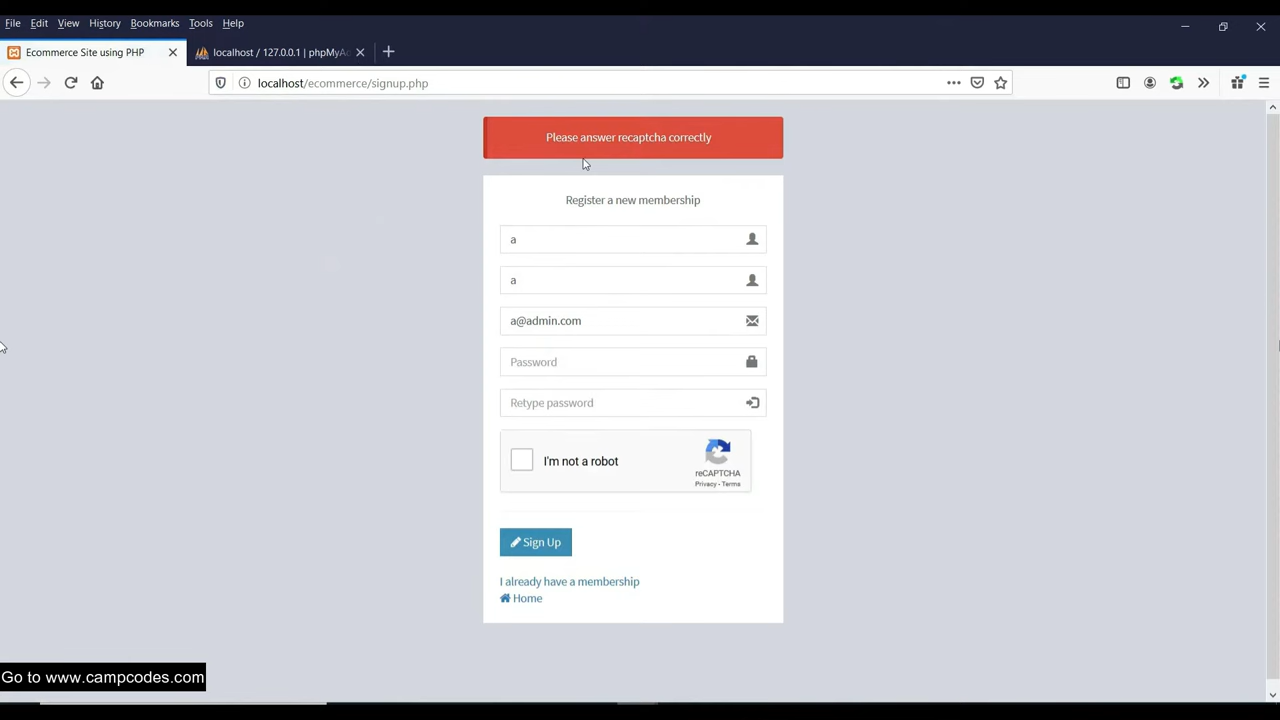 File Edit View History Bookmarks Tools Help
Ecommerce Site using PHP
localhost / 127.0.0.1 | phpMyAd
localhost/ecommerce/signup.php
Please answer recaptcha correctly
Register a new membership
a
a
a@admin.com
Password
Retype password
I'm not a robot
reCAPTCHA
Privacy - Terms
Sign Up
I already have a membership
Home
Go to www.campcodes.com